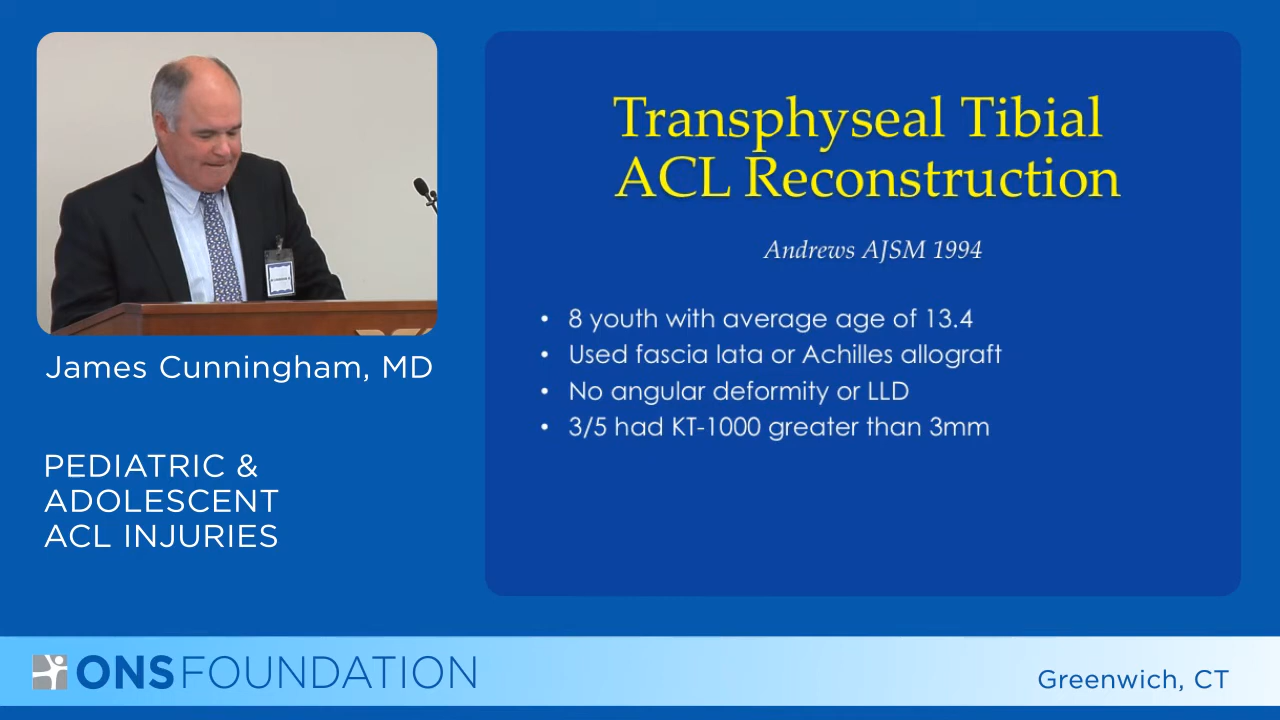 James Cunningham, MD
PEDIATRIC &
ADOLESCENT
ACL INJURIES
Transphyseal Tibial
ACL Reconstruction
Andrews AJSM 1994
• 8 youth with average age of 13.4
• Used fascia lata or Achilles allograft
• No angular deformity or LLD
• 3/5 had KT-1000 greater than 3mm
ONS FOUNDATION
Greenwich, CT